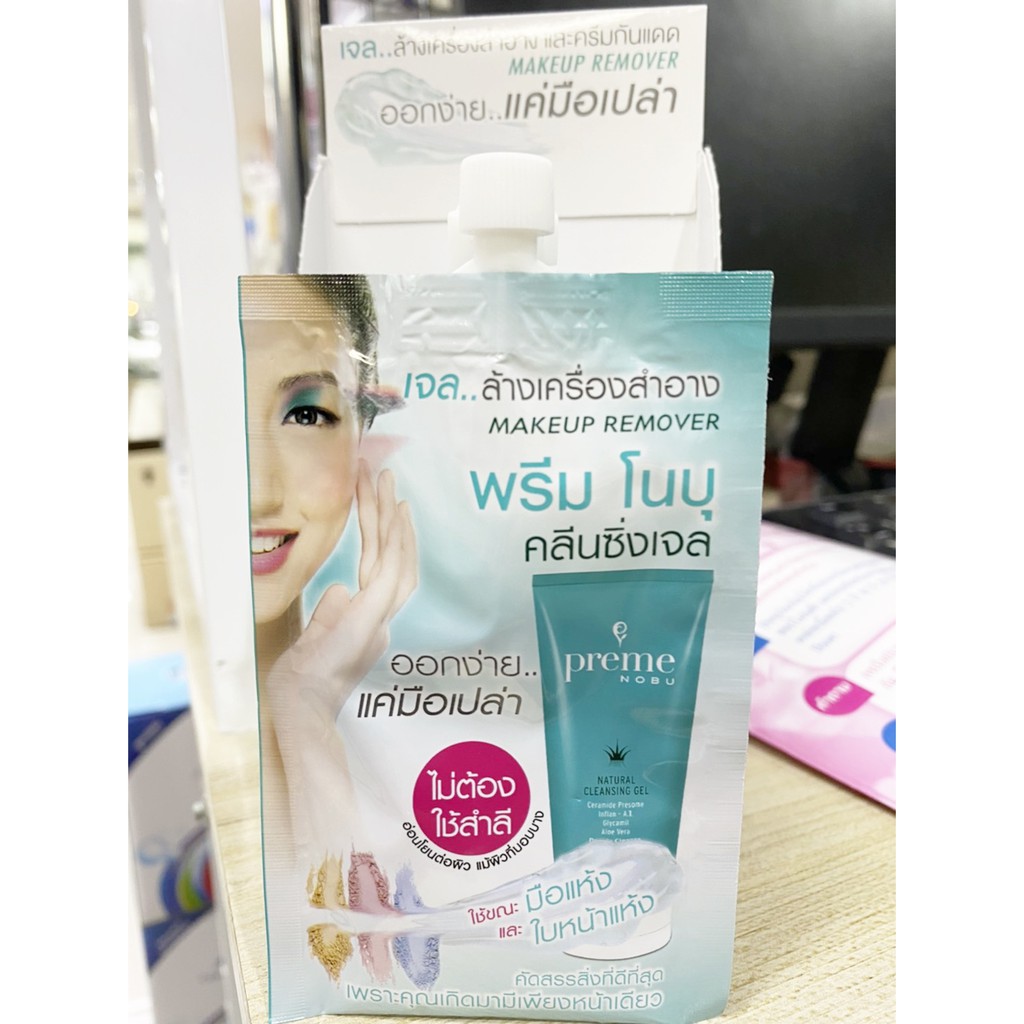 เจล..ล้างเครื่องสำอาง และครีมกันแดด
MAKEUP REMOVER
ออกง่าย..แค่มือเปล่า
เจล..ล้างเครื่องสำอาง
MAKEUP REMOVER
พรีม โนบุ
คลีนซิ่งเจล
preme
NOBU
ออกง่าย..
แค่มือเปล่า
NATURAL
CLEANSING GEL
Ceramide Presome
Influx - A3
Glycamil
Aloe Vera
ไม่ต้อง
ใช้สำลี
อ่อนโยนต่อผิว แม้ผิวที่บอบบาง
ใช้ขณะ มือแห้ง
และ ใบหน้าแห้ง
คัดสรรสิ่งที่ดีที่สุด
เพราะคุณเกิดมามีเพียงหน้าเดียว